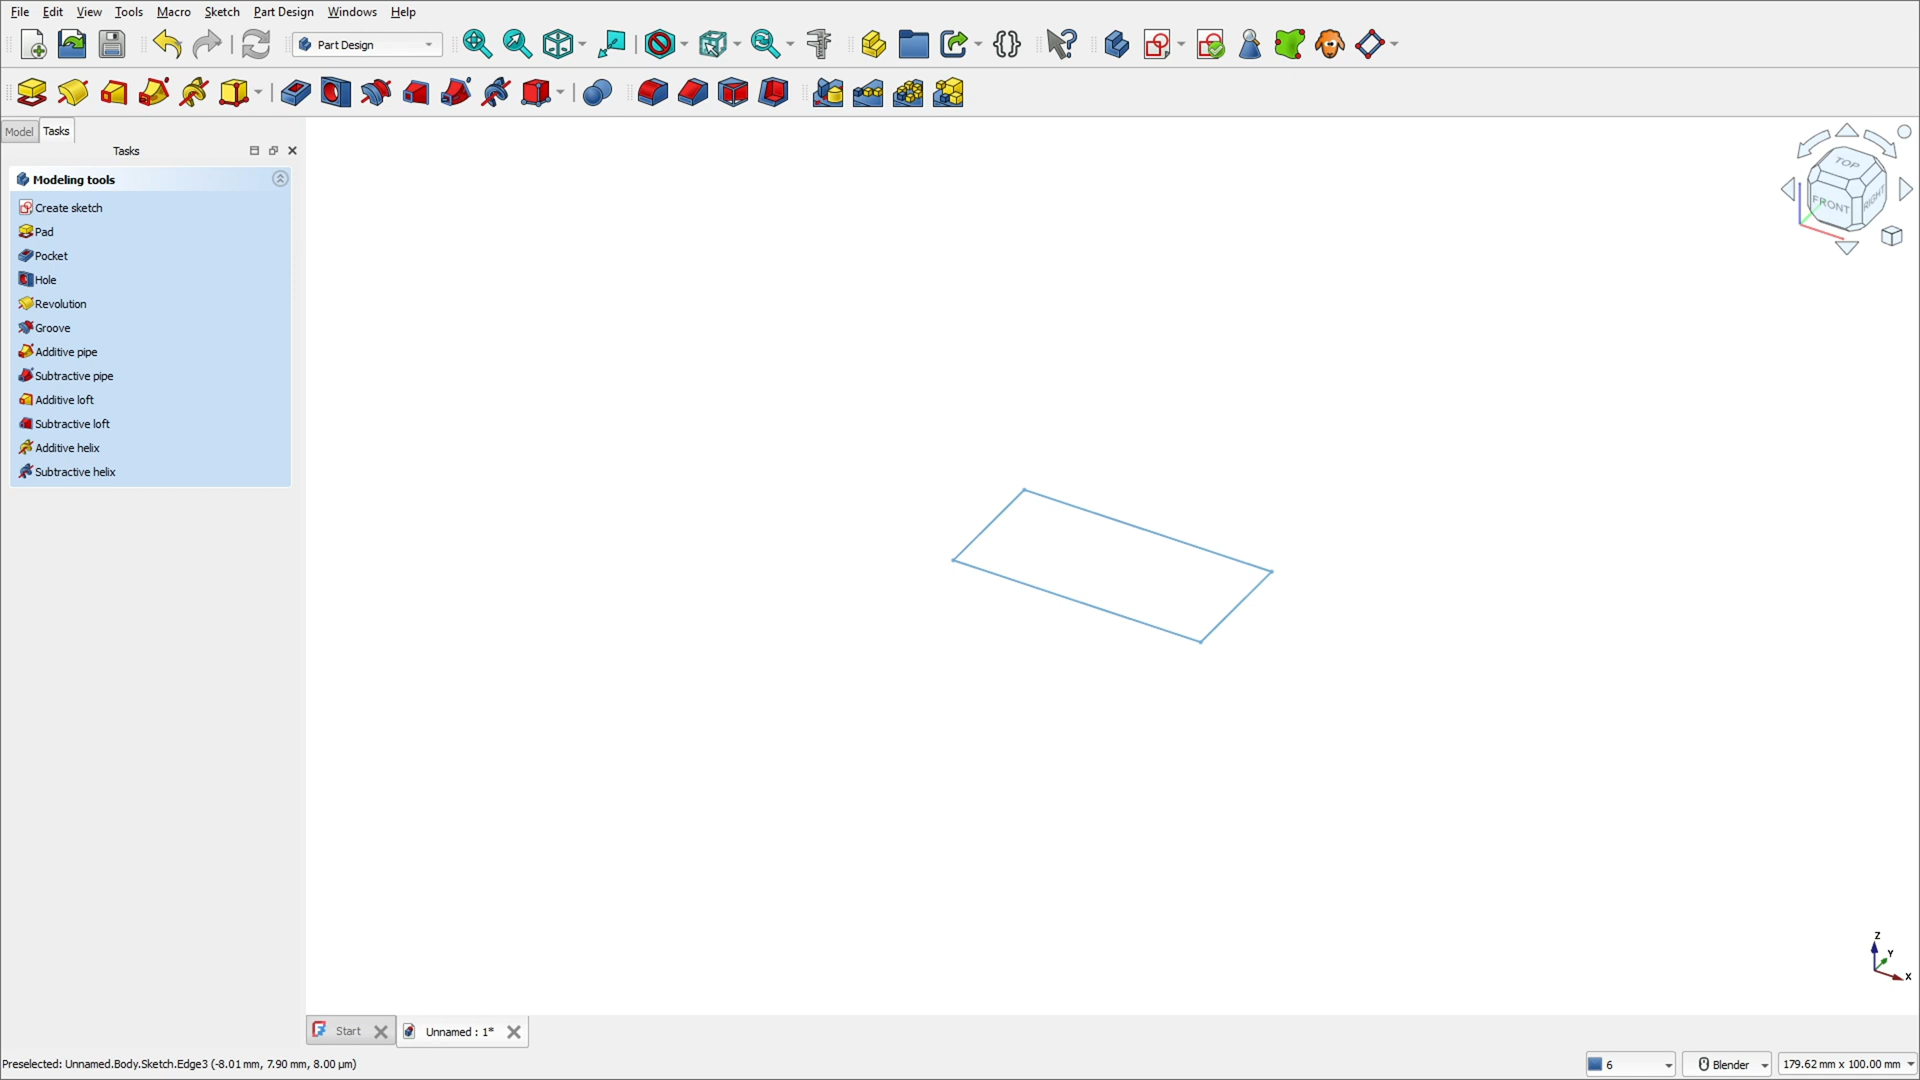 File Edit View Tools Macro Sketch Part Design Windows Help
Part Design
Model Tasks
Tasks
Modeling tools
Create sketch
Pad
Pocket
Hole
Revolution
Groove
Additive pipe
Subtractive pipe
Additive loft
Subtractive loft
Additive helix
Subtractive helix
TOP
FRONT
RIGHT
Z
Y
X
Start
Unnamed : 1*
Preselected: Unnamed.Body.Sketch.Edge3 (-8.01 mm, 7.90 mm, 8.00 µm)
6
Blender
179.62 mm x 100.00 mm